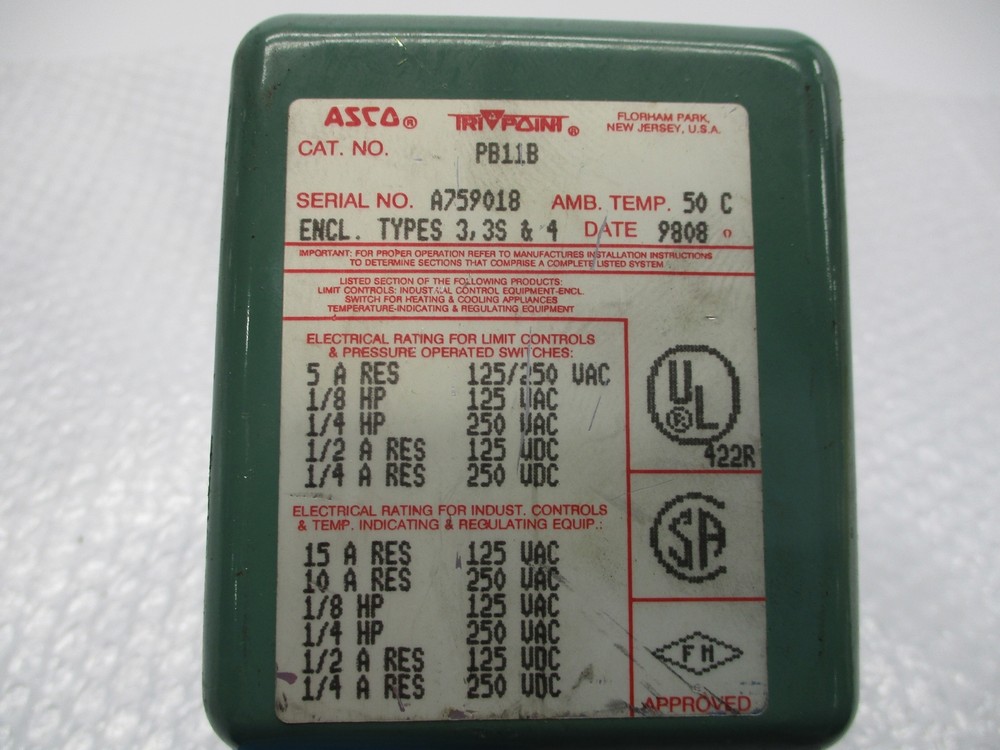 ASCO® TRIPOINT® FLORHAM PARK,
NEW JERSEY, U.S.A.
CAT. NO. PB11B
SERIAL NO. A759018 AMB. TEMP. 50 C
ENCL. TYPES 3,3S & 4 DATE 9808
IMPORTANT: FOR PROPER OPERATION REFER TO MANUFACTURES INSTALLATION INSTRUCTIONS
TO DETERMINE SECTIONS THAT COMPRISE A COMPLETE LISTED SYSTEM
LISTED SECTION OF THE FOLLOWING PRODUCTS:
LIMIT CONTROLS: INDUSTRIAL CONTROL EQUIPMENT-ENCL.
SWITCH FOR HEATING & COOLING APPLIANCES
TEMPERATURE-INDICATING & REGULATING EQUIPMENT
ELECTRICAL RATING FOR LIMIT CONTROLS
& PRESSURE OPERATED SWITCHES:
5 A RES 125/250 VAC
1/8 HP 125 VAC
1/4 HP 250 VAC
1/2 A RES 125 VDC
1/4 A RES 250 VDC
UL®
422R
ELECTRICAL RATING FOR INDUST. CONTROLS
& TEMP. INDICATING & REGULATING EQUIP.:
15 A RES 125 VAC
10 A RES 250 VAC
1/8 HP 125 VAC
1/4 HP 250 VAC
1/2 A RES 125 VDC
1/4 A RES 250 VDC
SA
FM
APPROVED